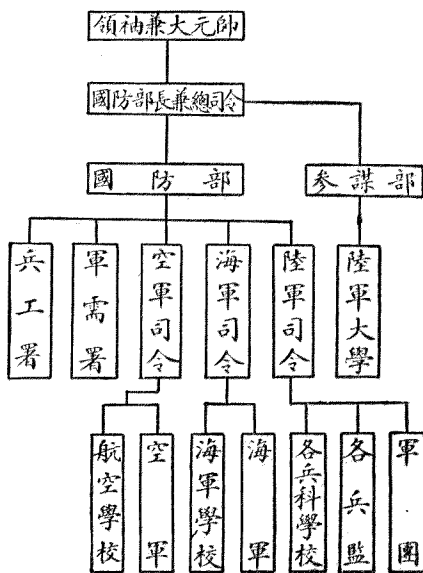 領袖兼大元帥
國防部長兼總司令
國防部
參謀部
陸軍大學
陸軍司令
海軍司令
空軍司令
軍需署
兵工署
軍團
各兵監
各兵科學校
海軍
海軍學校
空軍
航空學校